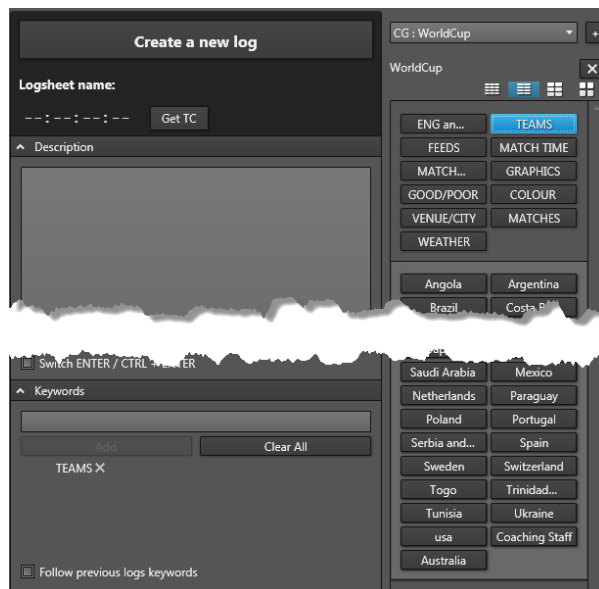 Create a new log
Logsheet name:
--:--:--:--
Get TC
Description
Switch ENTER / CTRL + ENTER
Keywords
Add
Clear All
TEAMS
Follow previous logs keywords
CG : WorldCup
+
WorldCup
ENG an... TEAMS
FEEDS MATCH TIME
MATCH... GRAPHICS
GOOD/POOR COLOUR
VENUE/CITY MATCHES
WEATHER
Angola Argentina
Brazil Costa
Saudi Arabia Mexico
Netherlands Paraguay
Poland Portugal
Serbia and... Spain
Sweden Switzerland
Togo Trinidad...
Tunisia Ukraine
usa Coaching Staff
Australia